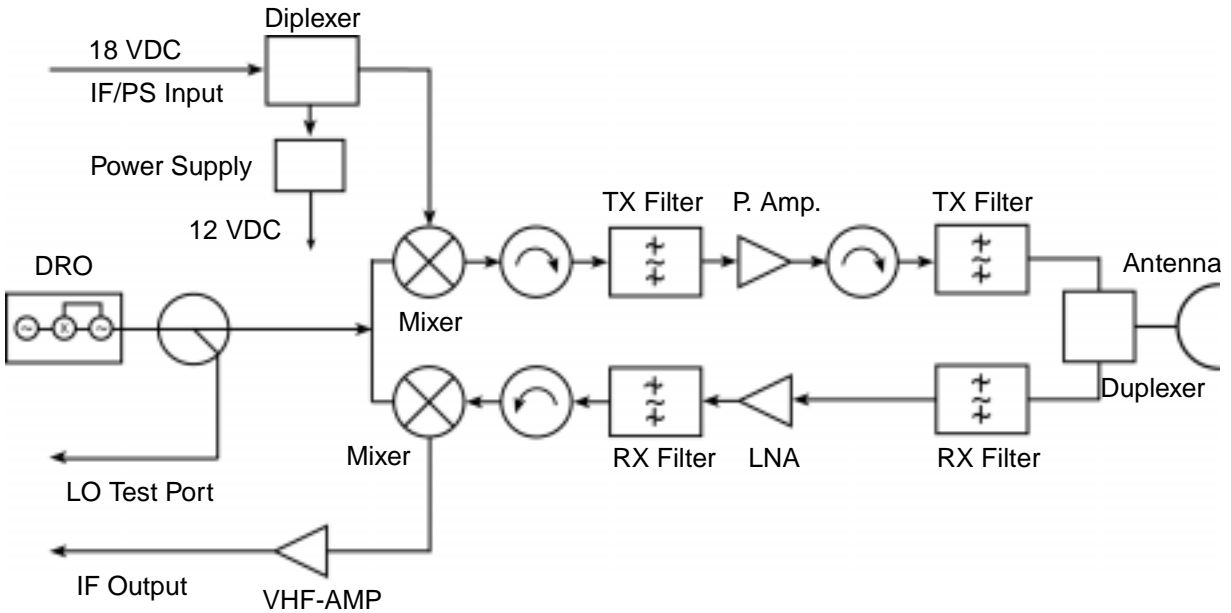 Diplexer
18 VDC
IF/PS Input
Power Supply
12 VDC
TX Filter
P. Amp.
TX Filter
DRO
Antenna
X
Mixer
Duplexer
Mixer
RX Filter
LNA
RX Filter
LO Test Port
IF Output
VHF-AMP